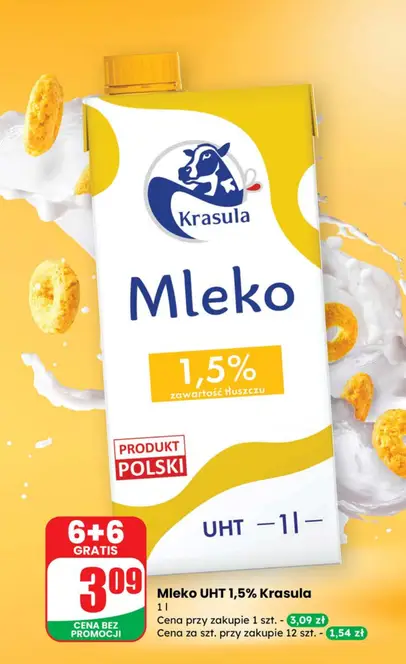 Krasula
Mleko
1,5%
zawartość tłuszczu
PRODUKT
POLSKI
UHT –1l–
6+6
GRATIS
3 09
CENA BEZ
PROMOCJI
Mleko UHT 1,5% Krasula
1 l
Cena przy zakupie 1 szt. - 3,09 zł
Cena za szt. przy zakupie 12 szt. - 1,54 zł